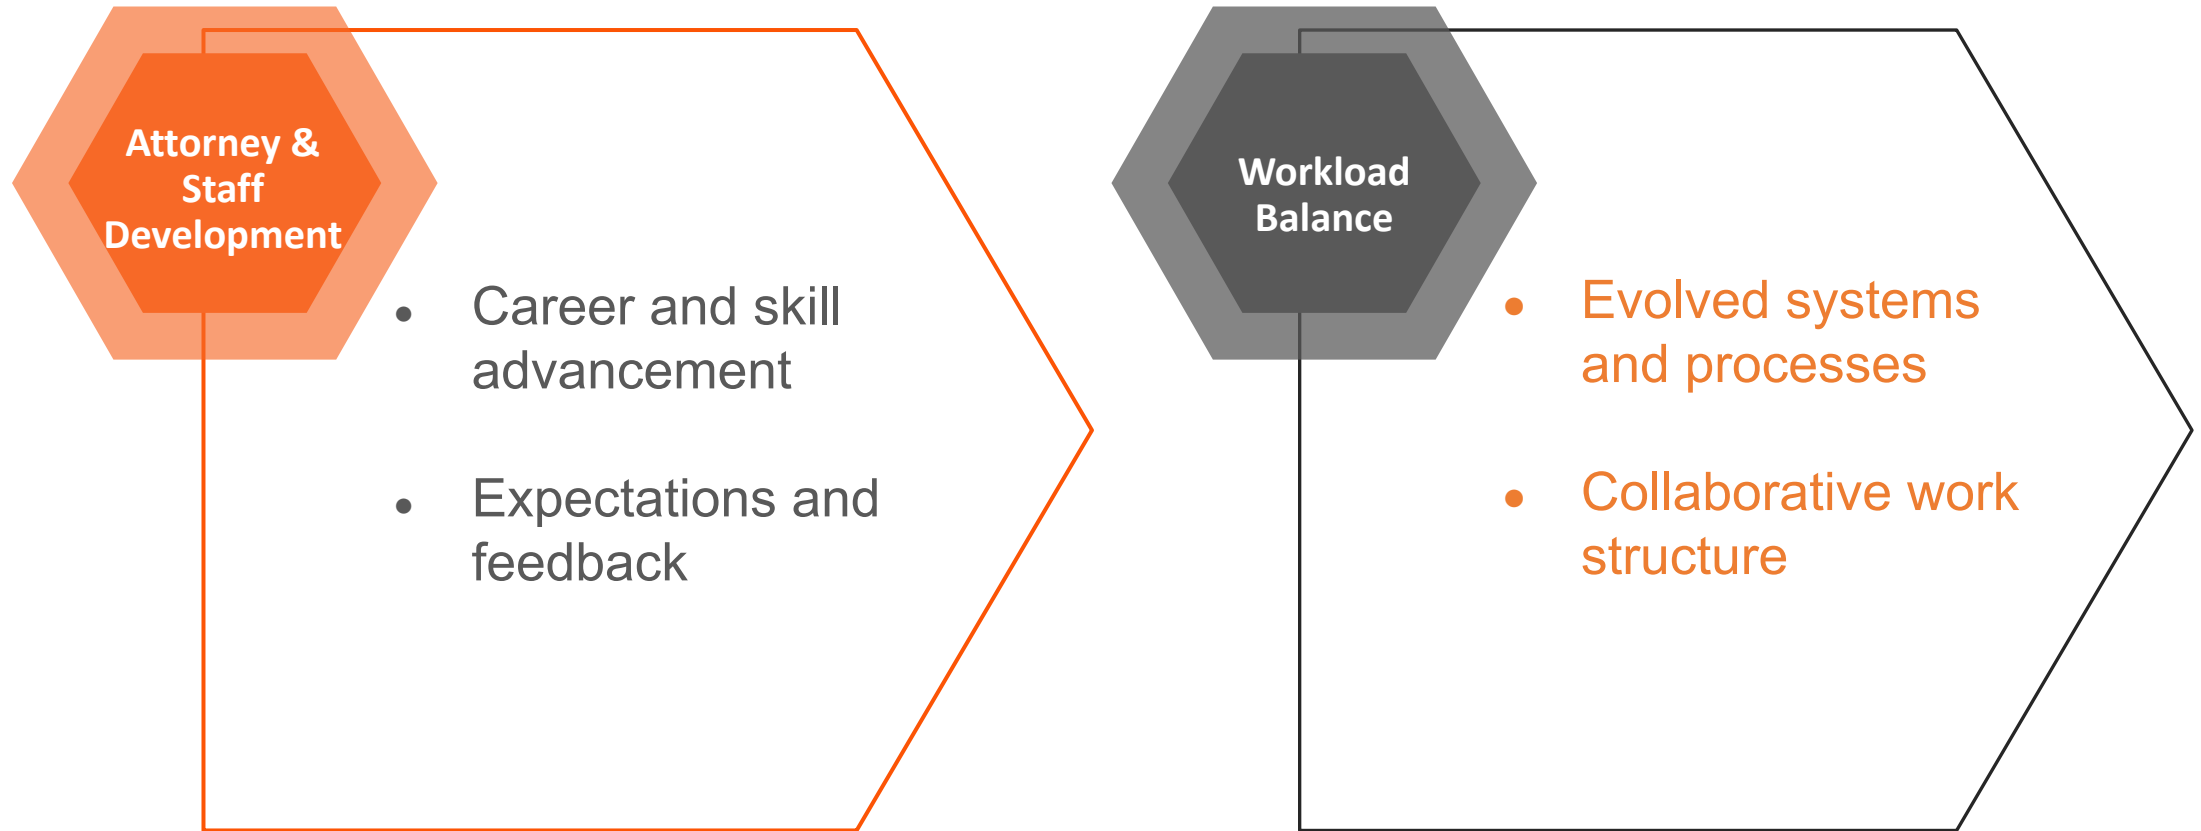 Attorney &
Staff
Development
● Career and skill
advancement
● Expectations and
feedback
Workload
Balance
● Evolved systems
and processes
● Collaborative work
structure